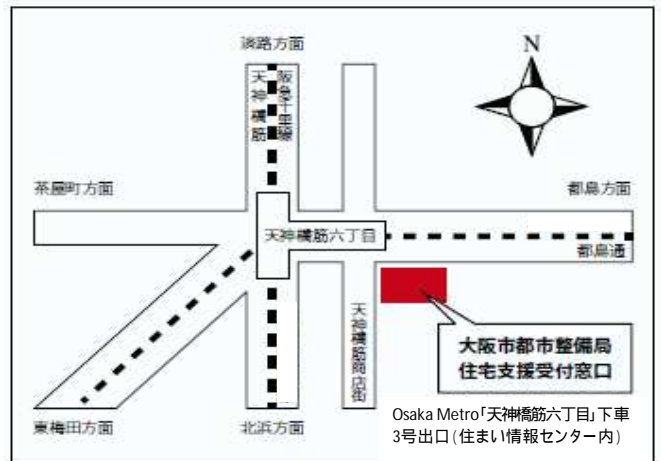 淡路方面
N
天神橋筋
阪急千里線
茶屋町方面
都島方面
天神橋筋六丁目
都島通
天神橋筋商店街
大阪市都市整備局
住宅支援受付窓口
Osaka Metro「天神橋筋六丁目」下車
3号出口(住まい情報センター内)
東梅田方面
北浜方面